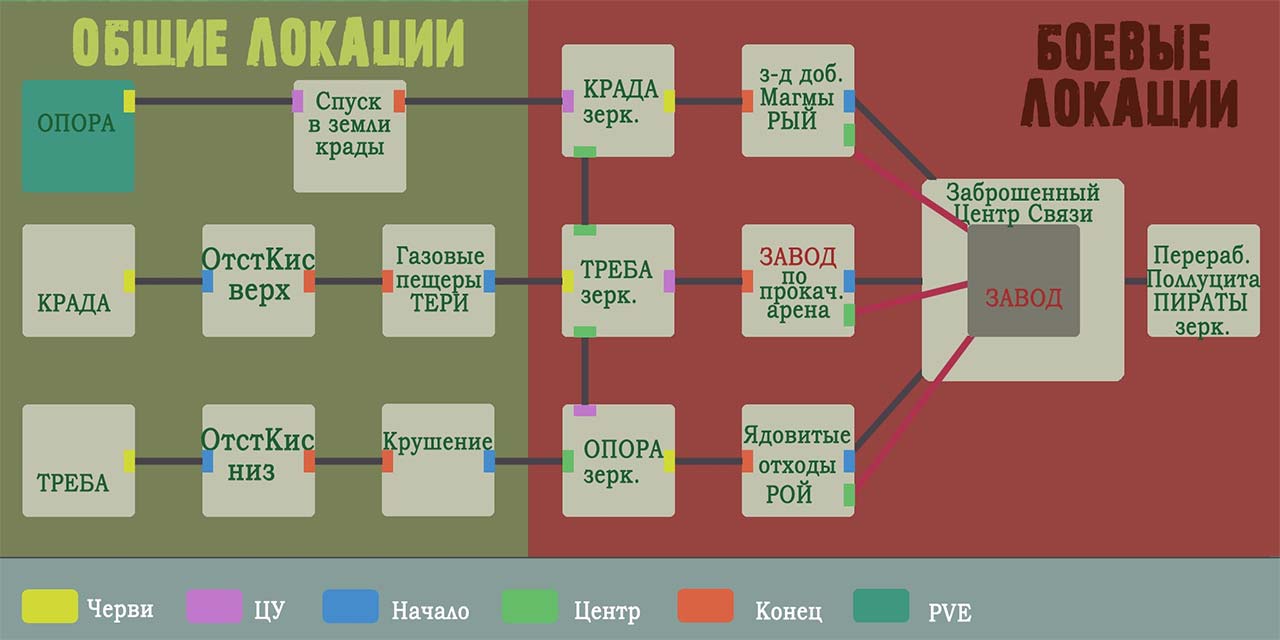 ОБЩИЕ ЛОКАЦИИ
БОЕВЫЕ
ЛОКАЦИИ
ОПОРА
Спуск
в земли
крады
КРАДА
зерк.
з-д доб.
Магмы
РЫЙ
КРАДА
ОтстКис
верх
Газовые
пещеры
ТЕРИ
ТРЕБА
зерк.
ЗАВОД
по
прокач.
арена
Заброшенный
Центр Связи
ЗАВОД
Перераб.
Поллуцита
ПИРАТЫ
зерк.
ТРЕБА
ОтстКис
низ
Крушение
ОПОРА
зерк.
Ядовитые
отходы
РОЙ
Черви
ЦУ
Начало
Центр
Конец
PVE